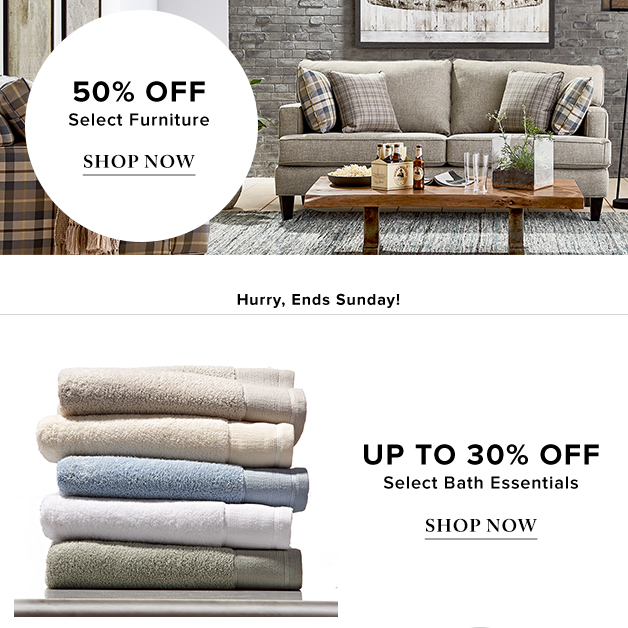 50% OFF
Select Furniture
SHOP NOW
Hurry, Ends Sunday!
UP TO 30% OFF
Select Bath Essentials
SHOP NOW